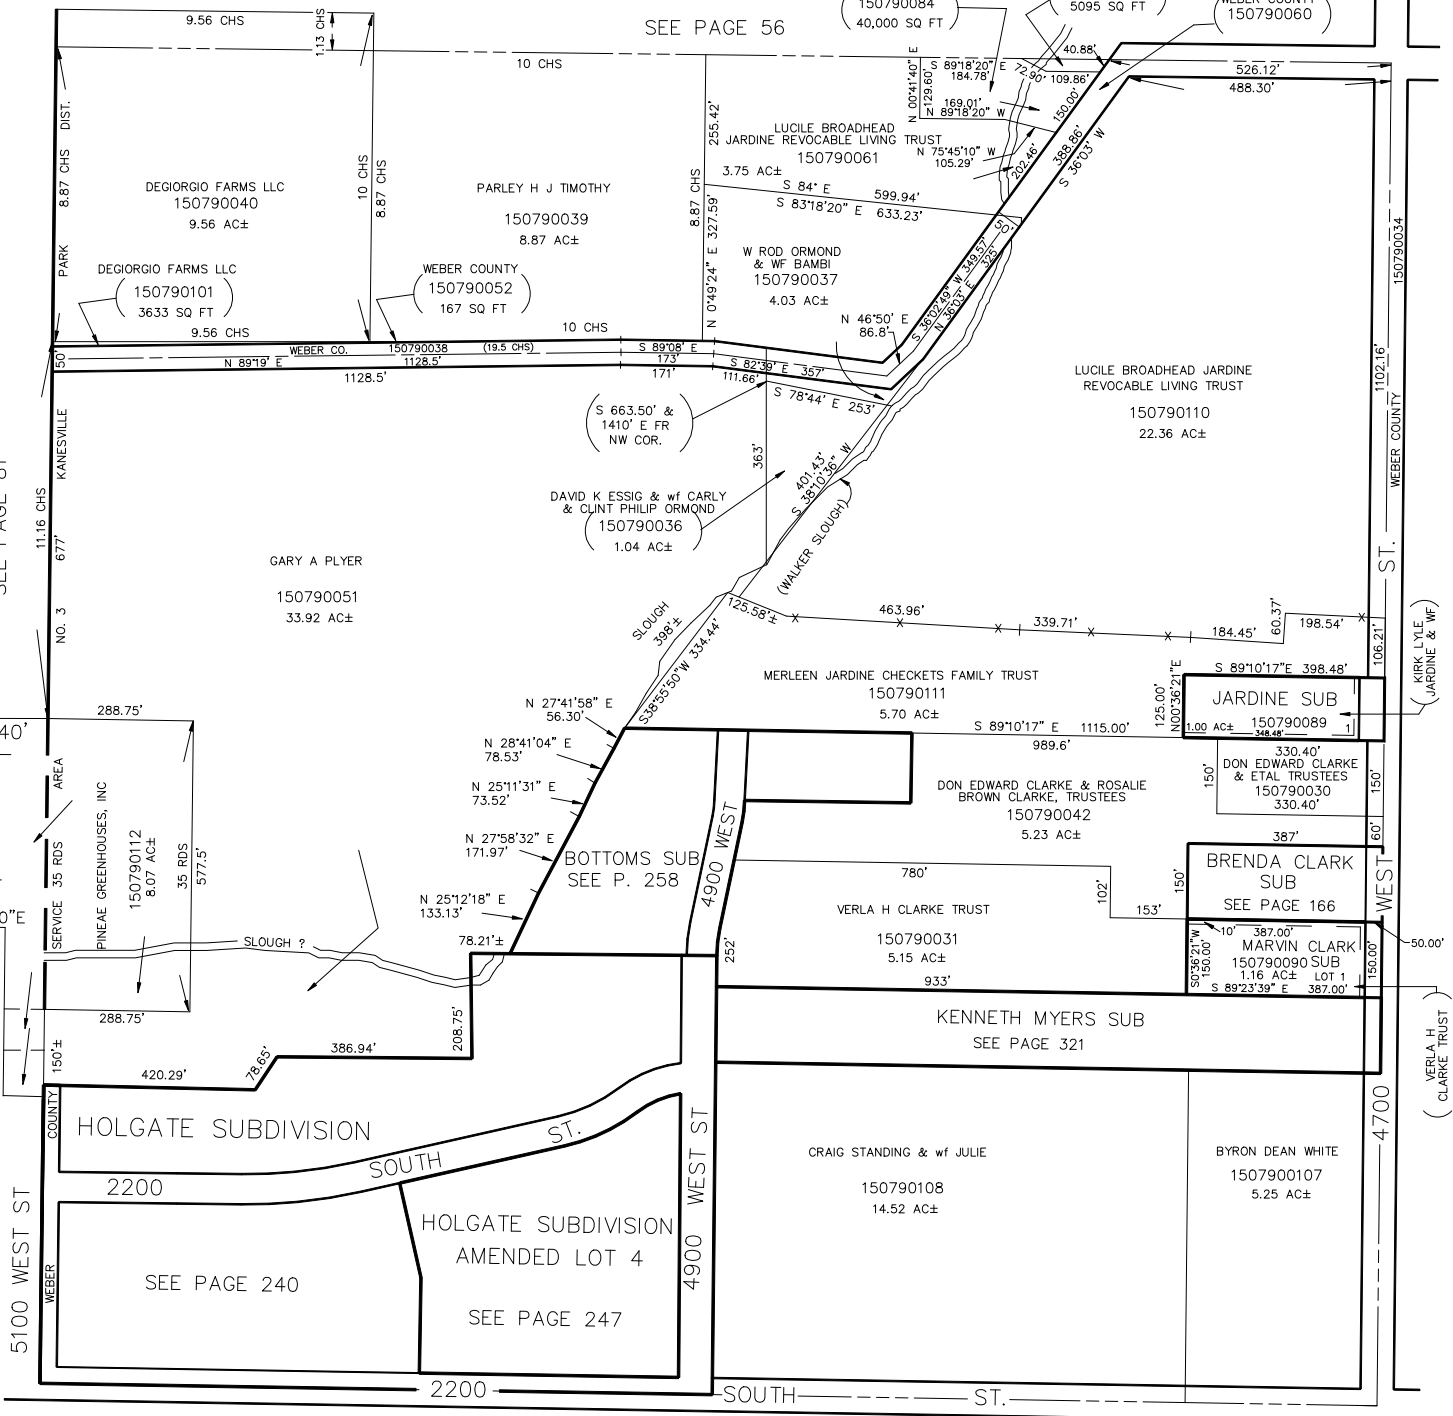 9.56 CHS
1.13 CHS
SEE PAGE 56
150790084
40,000 SQ FT
5095 SQ FT
150790060
10 CHS
40.88'
526.12'
488.30'
S 89°18'20" E
184.78'
72.90'
109.86'
N 00°41'40" E
129.60'
169.01'
N 89°18'20" W
150.00'
N 75°45'10" W
105.29'
202.46'
388.86'
S 36°03' W
PARK DIST.
8.87 CHS
10 CHS
8.87 CHS
255.42'
8.87 CHS
N 0°49'24" E 327.59'
DEGIORGIO FARMS LLC
150790040
9.56 AC±
PARLEY H J TIMOTHY
150790039
8.87 AC±
LUCILE BROADHEAD
JARDINE REVOCABLE LIVING TRUST
150790061
3.75 AC±
S 84° E 599.94'
S 83°18'20" E 633.23'
W ROD ORMOND
& WF BAMBI
150790037
4.03 AC±
50'
S 36°02'49" W 349.57'
N 36°03' E 325'
N 46°50' E
86.8'
DEGIORGIO FARMS LLC
150790101
3633 SQ FT
9.56 CHS
WEBER COUNTY
150790052
167 SQ FT
10 CHS
50'
WEBER CO. 150790038 (19.5 CHS)
N 89°19' E 1128.5'
1128.5'
S 89°08' E
173'
171'
S 82°39' E 357'
111.66'
S 78°44' E 253'
S 663.50' &
1410' E FR
NW COR.
363'
401.43'
S 38°10'36" W
(WALKER SLOUGH)
DAVID K ESSIG & wf CARLY
& CLINT PHILIP ORMOND
150790036
1.04 AC±
LUCILE BROADHEAD JARDINE
REVOCABLE LIVING TRUST
150790110
22.36 AC±
150790034
WEBER COUNTY
1102.16'
ST.
11.16 CHS
NO. 3 677' KANESVILLE
GARY A PLYER
150790051
33.92 AC±
SLOUGH
398'±
125.58'±
S38°55'50"W 334.44'
463.96'
339.71'
184.45'
60.37'
198.54'
106.21'
MERLEEN JARDINE CHECKETS FAMILY TRUST
150790111
5.70 AC±
125.00'
N00°36'21"E
S 89°10'17"E 398.48'
JARDINE SUB
1.00 AC± 150790089
348.48'
1
KIRK LYLE
JARDINE & WF
S 89°10'17" E 1115.00'
989.6'
N 27°41'58" E
56.30'
N 28°41'04" E
78.53'
N 25°11'31" E
73.52'
N 27°58'32" E
171.97'
N 25°12'18" E
133.13'
78.21'±
288.75'
SERVICE 35 RDS AREA
PINEAE GREENHOUSES, INC
150790112
8.07 AC±
35 RDS
577.5'
SLOUGH ?
288.75'
BOTTOMS SUB
SEE P. 258
4900 WEST
252'
DON EDWARD CLARKE & ROSALIE
BROWN CLARKE, TRUSTEES
150790042
5.23 AC±
150'
330.40'
DON EDWARD CLARKE
& ETAL TRUSTEES
150790030
330.40'
150'
60'
387'
BRENDA CLARK
SUB
SEE PAGE 166
150'
780'
102'
153'
VERLA H CLARKE TRUST
150790031
5.15 AC±
933'
10'
387.00'
MARVIN CLARK
150790090 SUB
1.16 AC± LOT 1
S 89°23'39" E 387.00'
S0°36'21"W
150.00'
150.00'
50.00'
VERLA H
CLARKE TRUST
WEST
KENNETH MYERS SUB
SEE PAGE 321
150'±
420.29'
78.65'
386.94'
208.75'
HOLGATE SUBDIVISION
2200 SOUTH ST.
WEBER COUNTY
5100 WEST ST
SEE PAGE 240
HOLGATE SUBDIVISION
AMENDED LOT 4
SEE PAGE 247
4900 WEST ST
CRAIG STANDING & wf JULIE
150790108
14.52 AC±
BYRON DEAN WHITE
1507900107
5.25 AC±
4700
2200 SOUTH ST.